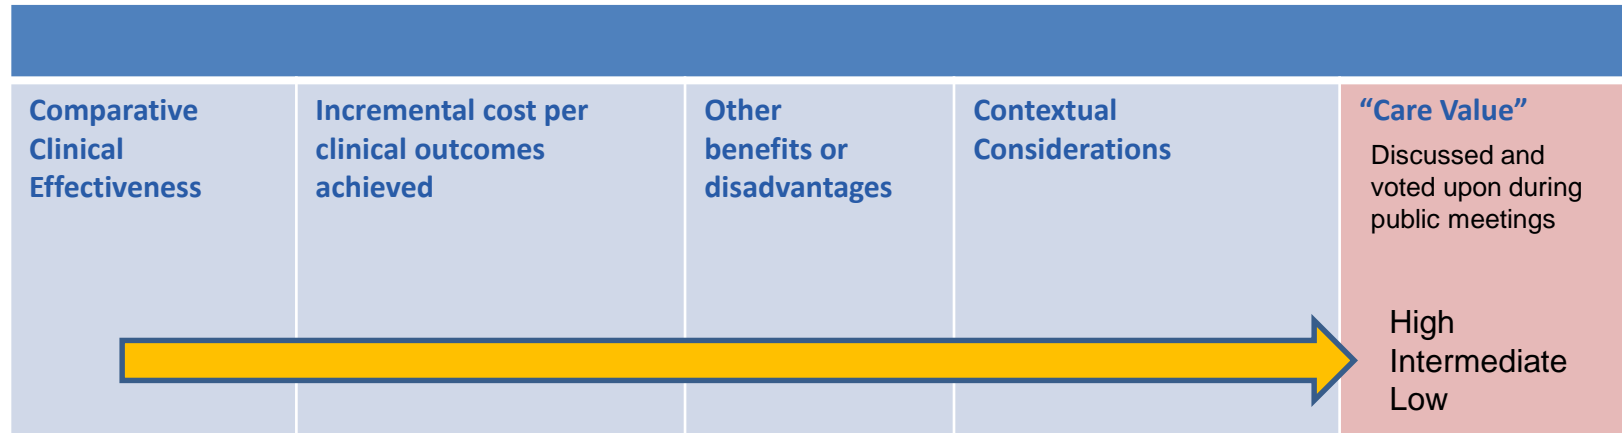 Comparative
Clinical
Effectiveness
Incremental cost per
clinical outcomes
achieved
Other
benefits or
disadvantages
Contextual
Considerations
“Care Value”
Discussed and
voted upon during
public meetings
High
Intermediate
Low